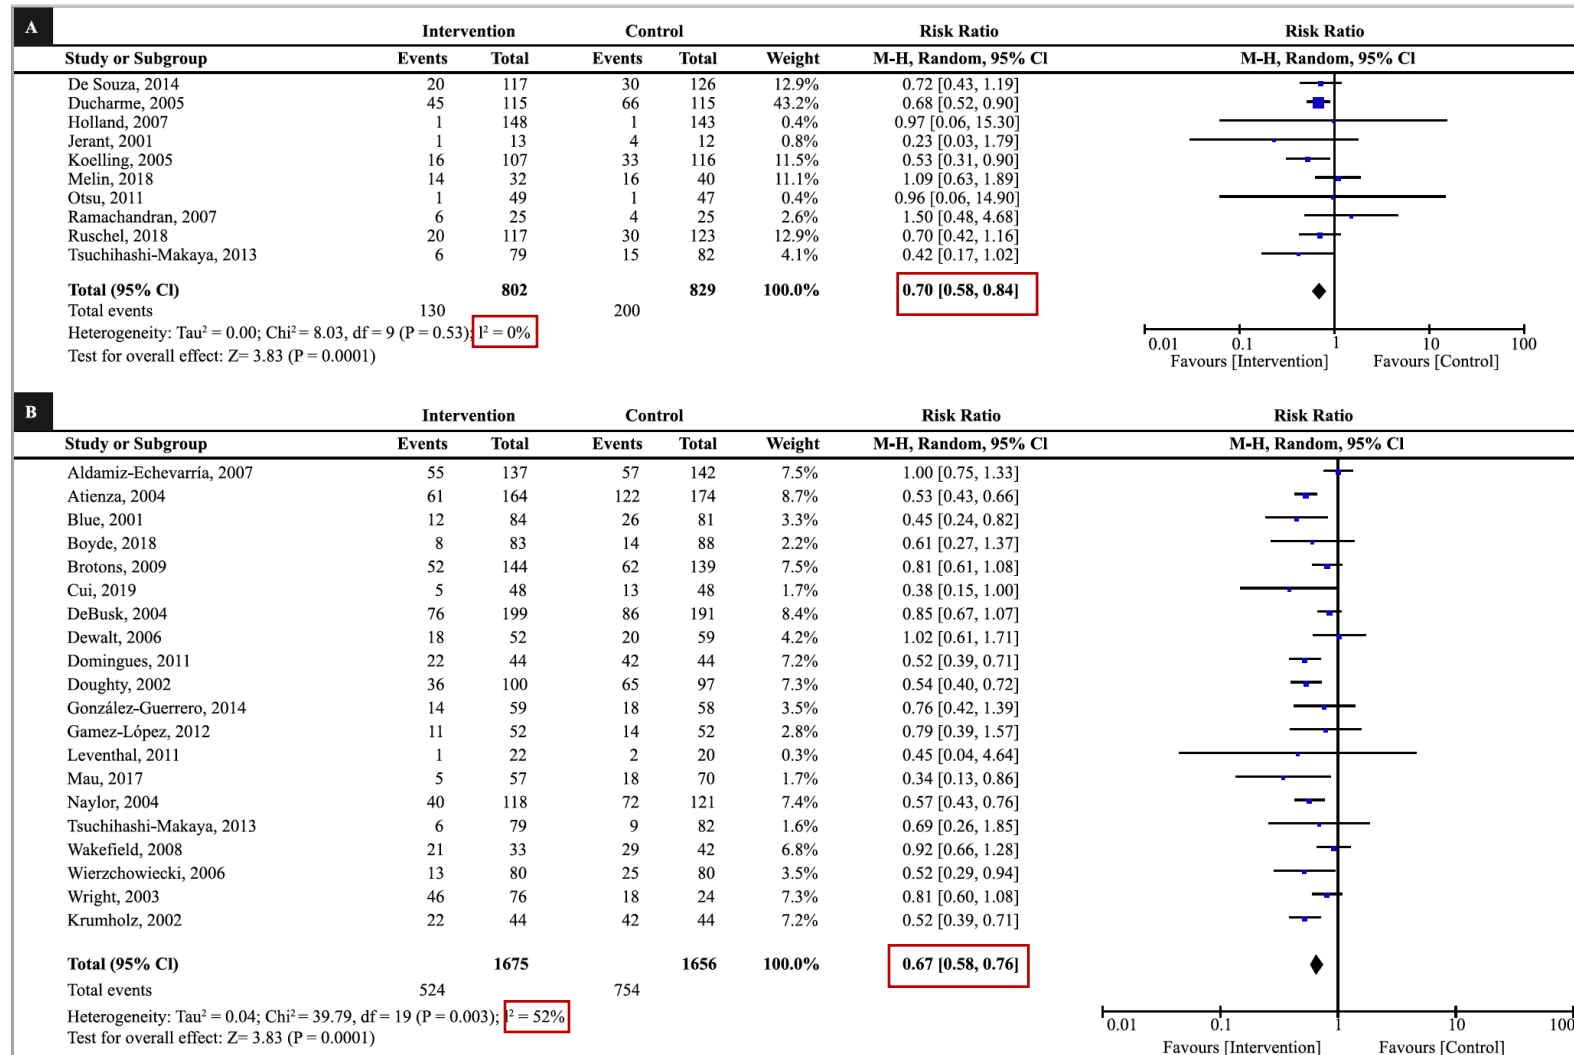 A
Intervention Control Risk Ratio Risk Ratio
Study or Subgroup Events Total Events Total Weight M-H, Random, 95% Cl M-H, Random, 95% Cl
De Souza, 2014 20 117 30 126 12.9% 0.72 [0.43, 1.19]
Ducharme, 2005 45 115 66 115 43.2% 0.68 [0.52, 0.90]
Holland, 2007 1 148 1 143 0.4% 0.97 [0.06, 15.30]
Jerant, 2001 1 13 4 12 0.8% 0.23 [0.03, 1.79]
Koelling, 2005 16 107 33 116 11.5% 0.53 [0.31, 0.90]
Melin, 2018 14 32 16 40 11.1% 1.09 [0.63, 1.89]
Otsu, 2011 1 49 1 47 0.4% 0.96 [0.06, 14.90]
Ramachandran, 2007 6 25 4 25 2.6% 1.50 [0.48, 4.68]
Ruschel, 2018 20 117 30 123 12.9% 0.70 [0.42, 1.16]
Tsuchihashi-Makaya, 2013 6 79 15 82 4.1% 0.42 [0.17, 1.02]
Total (95% Cl) 802 829 100.0% 0.70 [0.58, 0.84]
Total events 130 200
Heterogeneity: Tau² = 0.00; Chi² = 8.03, df = 9 (P = 0.53); I² = 0%
Test for overall effect: Z= 3.83 (P = 0.0001)
0.01 0.1 1 10 100
Favours [Intervention] Favours [Control]
B
Intervention Control Risk Ratio Risk Ratio
Study or Subgroup Events Total Events Total Weight M-H, Random, 95% Cl M-H, Random, 95% Cl
Aldamiz-Echevarría, 2007 55 137 57 142 7.5% 1.00 [0.75, 1.33]
Atienza, 2004 61 164 122 174 8.7% 0.53 [0.43, 0.66]
Blue, 2001 12 84 26 81 3.3% 0.45 [0.24, 0.82]
Boyde, 2018 8 83 14 88 2.2% 0.61 [0.27, 1.37]
Brotons, 2009 52 144 62 139 7.5% 0.81 [0.61, 1.08]
Cui, 2019 5 48 13 48 1.7% 0.38 [0.15, 1.00]
DeBusk, 2004 76 199 86 191 8.4% 0.85 [0.67, 1.07]
Dewalt, 2006 18 52 20 59 4.2% 1.02 [0.61, 1.71]
Domingues, 2011 22 44 42 44 7.2% 0.52 [0.39, 0.71]
Doughty, 2002 36 100 65 97 7.3% 0.54 [0.40, 0.72]
González-Guerrero, 2014 14 59 18 58 3.5% 0.76 [0.42, 1.39]
Gamez-López, 2012 11 52 14 52 2.8% 0.79 [0.39, 1.57]
Leventhal, 2011 1 22 2 20 0.3% 0.45 [0.04, 4.64]
Mau, 2017 5 57 18 70 1.7% 0.34 [0.13, 0.86]
Naylor, 2004 40 118 72 121 7.4% 0.57 [0.43, 0.76]
Tsuchihashi-Makaya, 2013 6 79 9 82 1.6% 0.69 [0.26, 1.85]
Wakefield, 2008 21 33 29 42 6.8% 0.92 [0.66, 1.28]
Wierzchowiecki, 2006 13 80 25 80 3.5% 0.52 [0.29, 0.94]
Wright, 2003 46 76 18 24 7.3% 0.81 [0.60, 1.08]
Krumholz, 2002 22 44 42 44 7.2% 0.52 [0.39, 0.71]
Total (95% Cl) 1675 1656 100.0% 0.67 [0.58, 0.76]
Total events 524 754
Heterogeneity: Tau² = 0.04; Chi² = 39.79, df = 19 (P = 0.003); I² = 52%
Test for overall effect: Z= 3.83 (P = 0.0001)
0.01 0.1 1 10 100
Favours [Intervention] Favours [Control]